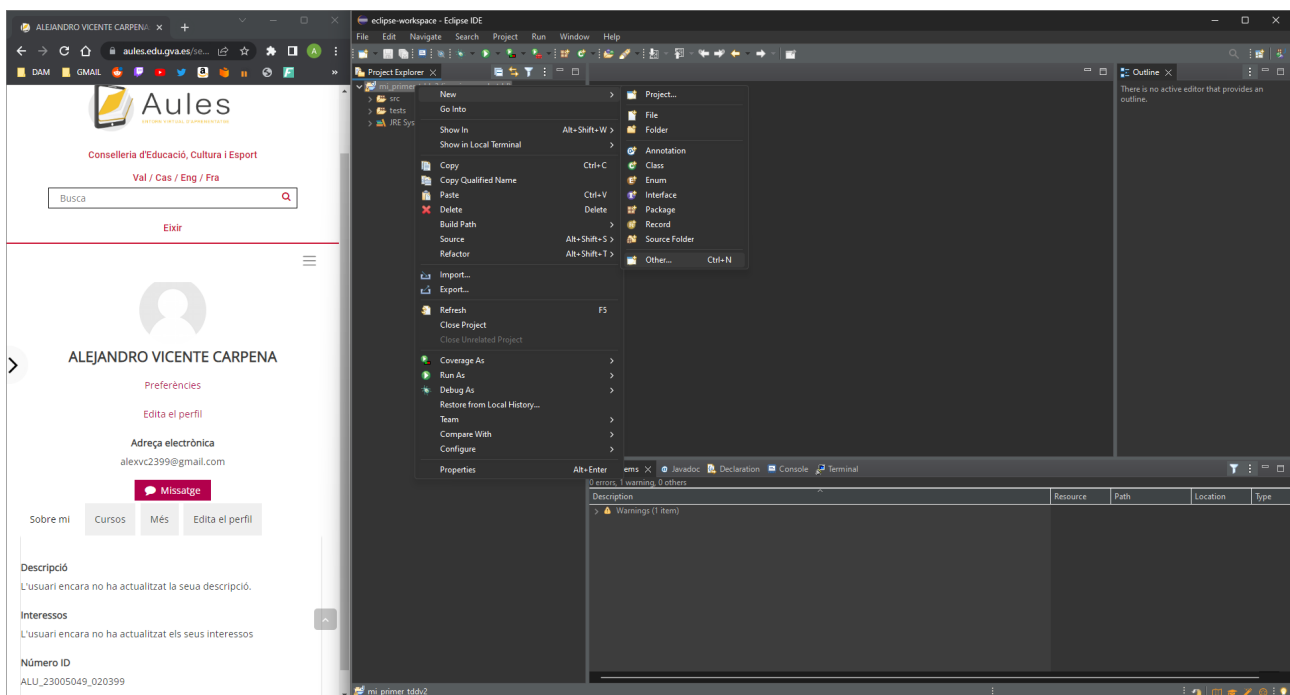 ALEJANDRO VICENTE CARPENA
aules.edu.gva.es/se...
DAM
GMAIL
Aules
Conselleria d'Educació, Cultura i Esport
Val / Cas / Eng / Fra
Busca
Eixir
ALEJANDRO VICENTE CARPENA
Preferències
Edita el perfil
Adreça electrònica
alexvc2399@gmail.com
Missatge
Sobre mi Cursos Més Edita el perfil
Descripció
L'usuari encara no ha actualitzat la seua descripció.
Interessos
L'usuari encara no ha actualitzat els seus interessos
Número ID
ALU_23005049_020399
eclipse-workspace - Eclipse IDE
File Edit Navigate Search Project Run Window Help
Project Explorer
src
tests
JRE Sys
New
Go Into
Show In Alt+Shift+W >
Show in Local Terminal
Copy Ctrl+C
Copy Qualified Name
Paste Ctrl+V
Delete Delete
Build Path
Source Alt+Shift+S >
Refactor Alt+Shift+T >
Import...
Export...
Refresh F5
Close Project
Close Unrelated Project
Coverage As
Run As
Debug As
Restore from Local History...
Team
Compare With
Configure
Properties Alt+Enter
Project...
File
Folder
Annotation
Class
Enum
Interface
Package
Record
Source Folder
Other... Ctrl+N
Outline
There is no active editor that provides an
outline.
ems Javadoc Declaration Console Terminal
0 errors, 1 warning, 0 others
Description Resource Path Location Type
Warnings (1 item)
mi_primer_tddv2